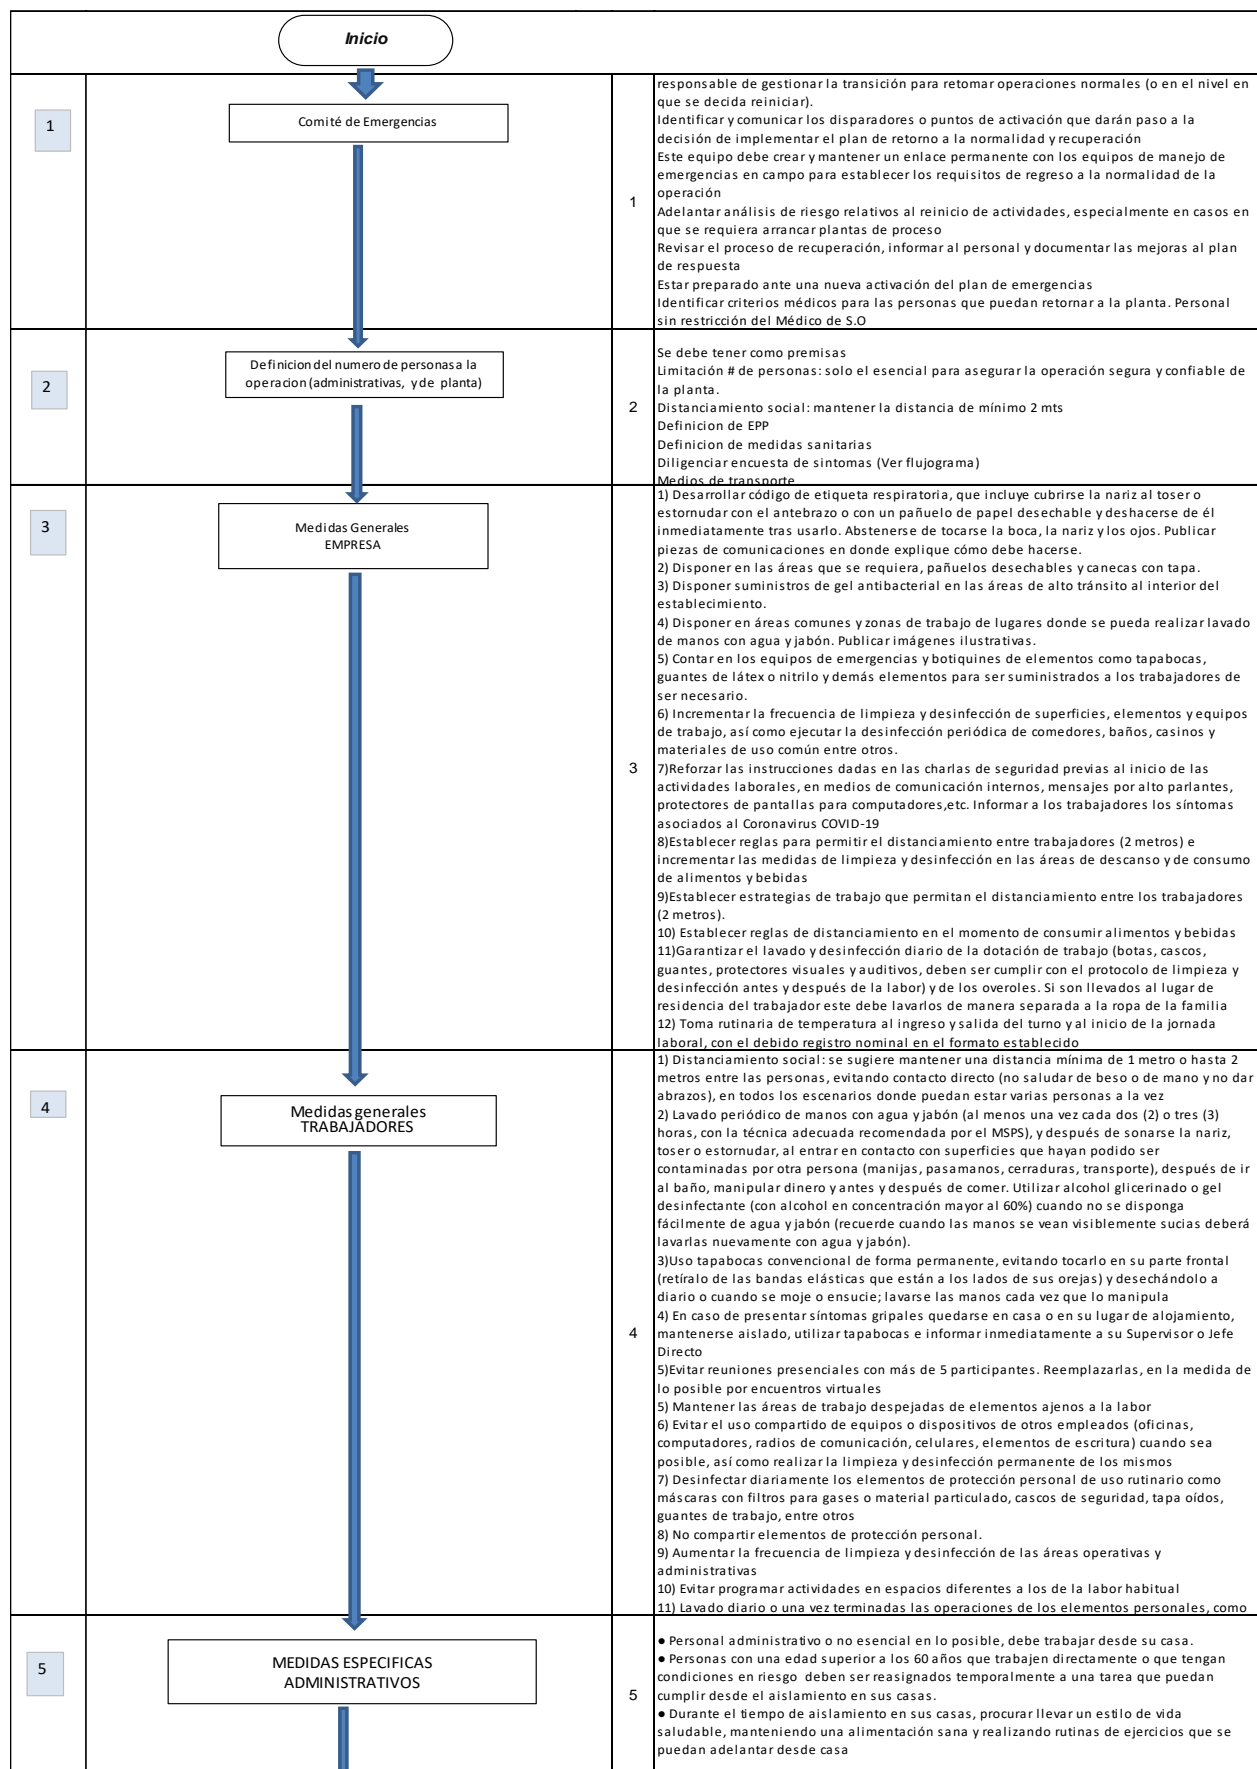 Inicio
1
Comité de Emergencias
1
responsable de gestionar la transición para retomar operaciones normales (o en el nivel en
que se decida reiniciar).
Identificar y comunicar los disparadores o puntos de activación que darán paso a la
decisión de implementar el plan de retorno a la normalidad y recuperación
Este equipo debe crear y mantener un enlace permanente con los equipos de manejo de
emergencias en campo para establecer los requisitos de regreso a la normalidad de la
operación
Adelantar análisis de riesgo relativos al reinicio de actividades, especialmente en casos en
que se requiera arrancar plantas de proceso
Revisar el proceso de recuperación, informar al personal y documentar las mejoras al plan
de respuesta
Estar preparado ante una nueva activación del plan de emergencias
Identificar criterios médicos para las personas que puedan retornar a la planta. Personal
sin restricción del Médico de S.O
2
Definicion del numero de personas a la
operacion (administrativas, y de planta)
2
Se debe tener como premisas
Limitación # de personas: solo el esencial para asegurar la operación segura y confiable de
la planta.
Distanciamiento social: mantener la distancia de mínimo 2 mts
Definicion de EPP
Definicion de medidas sanitarias
Diligenciar encuesta de sintomas (Ver flujograma)
Medios de transporte
3
Medidas Generales
EMPRESA
3
1) Desarrollar código de etiqueta respiratoria, que incluye cubrirse la nariz al toser o
estornudar con el antebrazo o con un pañuelo de papel desechable y deshacerse de él
inmediatamente tras usarlo. Abstenerse de tocarse la boca, la nariz y los ojos. Publicar
piezas de comunicaciones en donde explique cómo debe hacerse.
2) Disponer en las áreas que se requiera, pañuelos desechables y canecas con tapa.
3) Disponer suministros de gel antibacterial en las áreas de alto tránsito al interior del
establecimiento.
4) Disponer en áreas comunes y zonas de trabajo de lugares donde se pueda realizar lavado
de manos con agua y jabón. Publicar imágenes ilustrativas.
5) Contar en los equipos de emergencias y botiquines de elementos como tapabocas,
guantes de látex o nitrilo y demás elementos para ser suministrados a los trabajadores de
ser necesario.
6) Incrementar la frecuencia de limpieza y desinfección de superficies, elementos y equipos
de trabajo, así como ejecutar la desinfección periódica de comedores, baños, casinos y
materiales de uso común entre otros.
7)Reforzar las instrucciones dadas en las charlas de seguridad previas al inicio de las
actividades laborales, en medios de comunicación internos, mensajes por alto parlantes,
protectores de pantallas para computadores,etc. Informar a los trabajadores los síntomas
asociados al Coronavirus COVID-19
8)Establecer reglas para permitir el distanciamiento entre trabajadores (2 metros) e
incrementar las medidas de limpieza y desinfección en las áreas de descanso y de consumo
de alimentos y bebidas
9)Establecer estrategias de trabajo que permitan el distanciamiento entre los trabajadores
(2 metros).
10) Establecer reglas de distanciamiento en el momento de consumir alimentos y bebidas
11)Garantizar el lavado y desinfección diario de la dotación de trabajo (botas, cascos,
guantes, protectores visuales y auditivos, deben ser cumplir con el protocolo de limpieza y
desinfección antes y después de la labor) y de los overoles. Si son llevados al lugar de
residencia del trabajador este debe lavarlos de manera separada a la ropa de la familia
12) Toma rutinaria de temperatura al ingreso y salida del turno y al inicio de la jornada
laboral, con el debido registro nominal en el formato establecido
4
Medidas generales
TRABAJADORES
4
1) Distanciamiento social: se sugiere mantener una distancia mínima de 1 metro o hasta 2
metros entre las personas, evitando contacto directo (no saludar de beso o de mano y no dar
abrazos), en todos los escenarios donde puedan estar varias personas a la vez
2) Lavado periódico de manos con agua y jabón (al menos una vez cada dos (2) o tres (3)
horas, con la técnica adecuada recomendada por el MSPS), y después de sonarse la nariz,
toser o estornudar, al entrar en contacto con superficies que hayan podido ser
contaminadas por otra persona (manijas, pasamanos, cerraduras, transporte), después de ir
al baño, manipular dinero y antes y después de comer. Utilizar alcohol glicerinado o gel
desinfectante (con alcohol en concentración mayor al 60%) cuando no se disponga
fácilmente de agua y jabón (recuerde cuando las manos se vean visiblemente sucias deberá
lavarlas nuevamente con agua y jabón).
3)Uso tapabocas convencional de forma permanente, evitando tocarlo en su parte frontal
(retíralo de las bandas elásticas que están a los lados de sus orejas) y desechándolo a
diario o cuando se moje o ensucie; lavarse las manos cada vez que lo manipula
4) En caso de presentar síntomas gripales quedarse en casa o en su lugar de alojamiento,
mantenerse aislado, utilizar tapabocas e informar inmediatamente a su Supervisor o Jefe
Directo
5)Evitar reuniones presenciales con más de 5 participantes. Reemplazarlas, en la medida de
lo posible por encuentros virtuales
5) Mantener las áreas de trabajo despejadas de elementos ajenos a la labor
6) Evitar el uso compartido de equipos o dispositivos de otros empleados (oficinas,
computadores, radios de comunicación, celulares, elementos de escritura) cuando sea
posible, así como realizar la limpieza y desinfección permanente de los mismos
7) Desinfectar diariamente los elementos de protección personal de uso rutinario como
máscaras con filtros para gases o material particulado, cascos de seguridad, tapa oídos,
guantes de trabajo, entre otros
8) No compartir elementos de protección personal.
9) Aumentar la frecuencia de limpieza y desinfección de las áreas operativas y
administrativas
10) Evitar programar actividades en espacios diferentes a los de la labor habitual
11) Lavado diario o una vez terminadas las operaciones de los elementos personales, como
5
MEDIDAS ESPECIFICAS
ADMINISTRATIVOS
5
● Personal administrativo o no esencial en lo posible, debe trabajar desde su casa.
● Personas con una edad superior a los 60 años que trabajen directamente o que tengan
condiciones en riesgo deben ser reasignados temporalmente a una tarea que puedan
cumplir desde el aislamiento en sus casas.
● Durante el tiempo de aislamiento en sus casas, procurar llevar un estilo de vida
saludable, manteniendo una alimentación sana y realizando rutinas de ejercicios que se
puedan adelantar desde casa